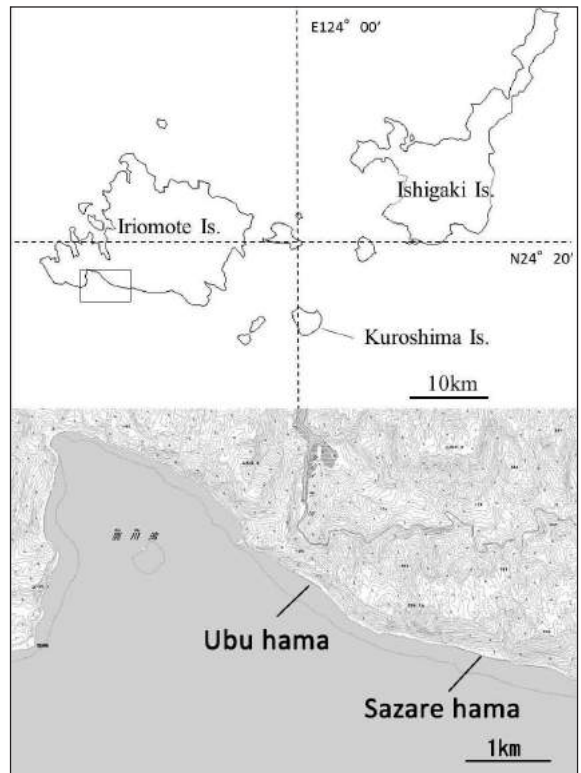 E124° 00'
Ishigaki Is.
Iriomote Is.
N24° 20'
Kuroshima Is.
10km
Ubu hama
Sazare hama
1km